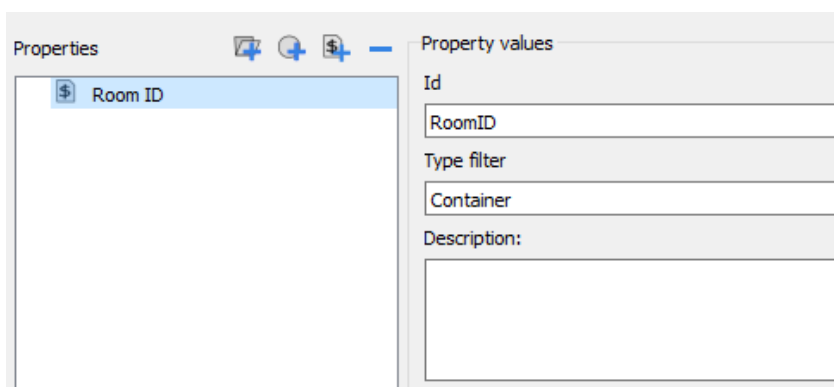 Properties
$
Room ID
Property values
Id
RoomID
Type filter
Container
Description: